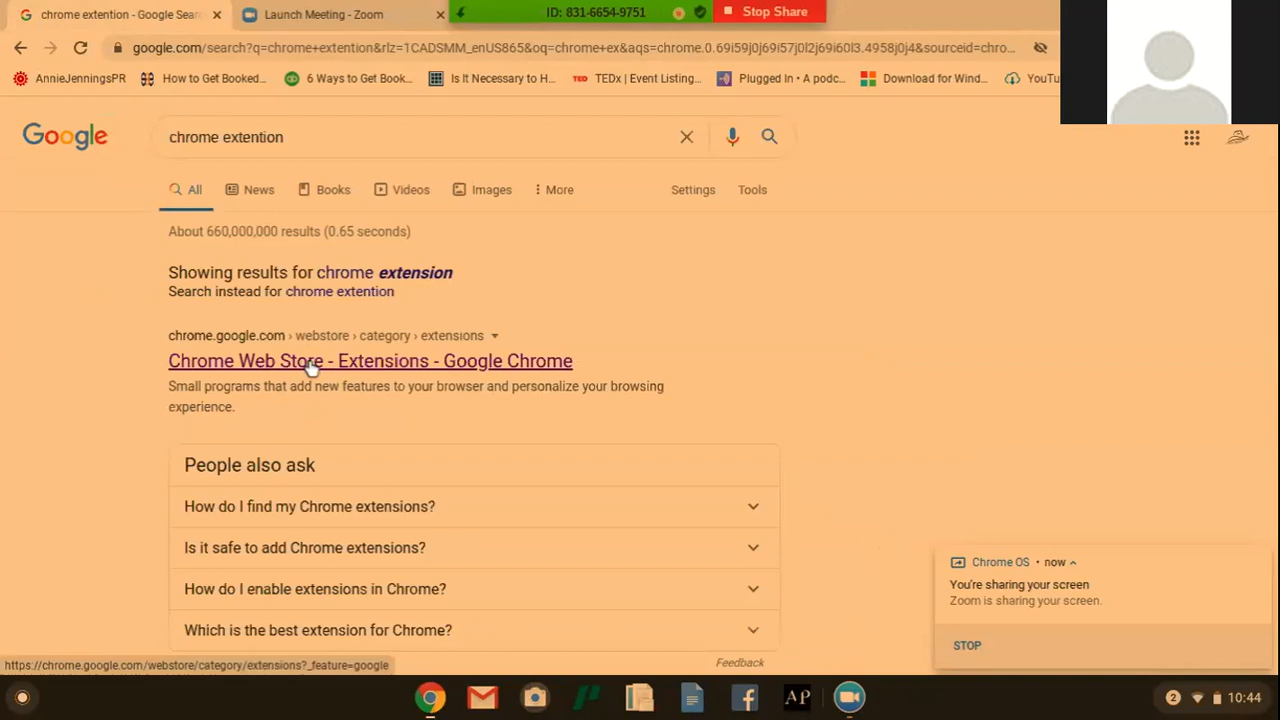 chrome extention - Google Sear
Launch Meeting - Zoom
ID: 831-6654-9751
Stop Share
google.com/search?q=chrome+extention&rlz=1CADSMM_enUS865&oq=chrome+ex&aqs=chrome.0.69i59j0j69i57j0l2j69i60l3.4958j0j4&sourceid=chro...
AnnieJenningsPR
How to Get Booked...
6 Ways to Get Book...
Is It Necessary to H...
TED
TEDx | Event Listing...
Plugged In • A podc...
Download for Wind...
YouTu
Google
chrome extention
All
News
Books
Videos
Images
More
Settings
Tools
About 660,000,000 results (0.65 seconds)
Showing results for chrome extension
Search instead for chrome extention
chrome.google.com › webstore › category › extensions
Chrome Web Store - Extensions - Google Chrome
Small programs that add new features to your browser and personalize your browsing
experience.
People also ask
How do I find my Chrome extensions?
Is it safe to add Chrome extensions?
How do I enable extensions in Chrome?
Which is the best extension for Chrome?
Feedback
Chrome OS • now
You're sharing your screen
Zoom is sharing your screen.
STOP
https://chrome.google.com/webstore/category/extensions?_feature=google
AP
2
10:44